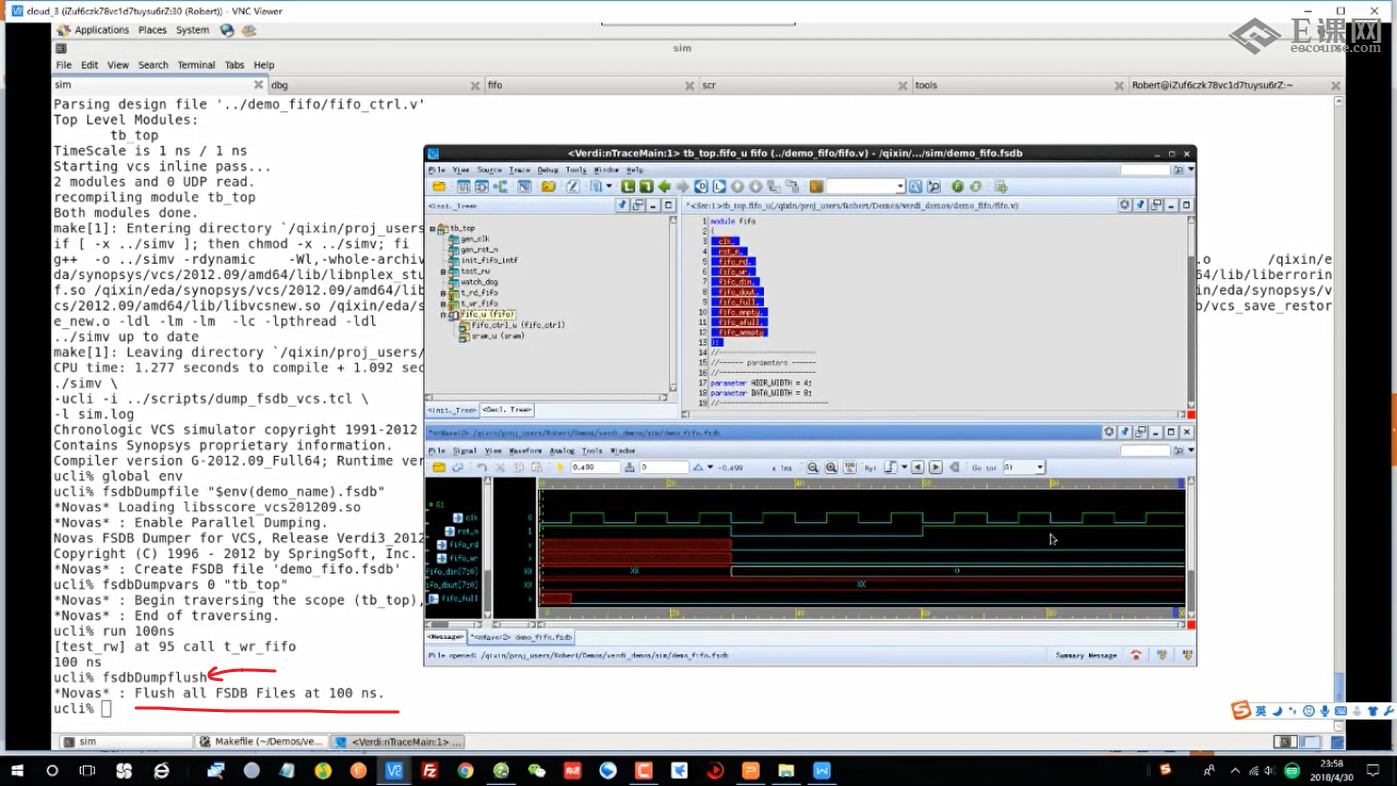 cloud_3 (iZuf6czk78vc1d7tuysu6rZ:30 (Robert)) - VNC Viewer
E课网
eecourse.com
Applications Places System
sim
File Edit View Search Terminal Tabs Help
sim dbg fifo scr tools Robert@iZuf6czk78vc1d7tuysu6rZ:~
Parsing design file '../demo_fifo/fifo_ctrl.v'
Top Level Modules:
tb_top
TimeScale is 1 ns / 1 ns
Starting vcs inline pass...
2 modules and 0 UDP read.
recompiling module tb_top
Both modules done.
make[1]: Entering directory `/qixin/proj_users/
if [ -x ../simv ]; then chmod -x ../simv; fi
g++ -o ../simv -rdynamic -Wl,-whole-archiv
.o /qixin/e
da/synopsys/vcs/2012.09/amd64/lib/libnplex_stu
4/lib/liberrorin
f.so /qixin/eda/synopsys/vcs/2012.09/amd64/lib
ixin/eda/v
cs/2012.09/amd64/lib/libvcsnew.so /qixin/eda/s
b/vcs_save_restor
e_new.o -ldl -lm -lm -lc -lpthread -ldl
../simv up to date
make[1]: Leaving directory `/qixin/proj_users/
CPU time: 1.277 seconds to compile + 1.092 sec
./simv \
-ucli -i ../scripts/dump_fsdb_vcs.tcl \
-l sim.log
Chronologic VCS simulator copyright 1991-2012
Contains Synopsys proprietary information.
Compiler version G-2012.09_Full64; Runtime ver
ucli% global env
ucli% fsdbDumpfile "$env(demo_name).fsdb"
*Novas* Loading libsscore_vcs201209.so
*Novas* : Enable Parallel Dumping.
Novas FSDB Dumper for VCS, Release Verdi3_2012
Copyright (C) 1996 - 2012 by SpringSoft, Inc.
*Novas* : Create FSDB file 'demo_fifo.fsdb'
ucli% fsdbDumpvars 0 "tb_top"
*Novas* : Begin traversing the scope (tb_top),
*Novas* : End of traversing.
ucli% run 100ns
[test_rw] at 95 call t_wr_fifo
100 ns
ucli% fsdbDumpflush
*Novas* : Flush all FSDB Files at 100 ns.
ucli%
<Verdi:nTraceMain:1> tb_top.fifo_u fifo (../demo_fifo/fifo.v) - /qixin/.../sim/demo_fifo.fsdb
File View Source Trace Debug Tools Window Help
<Inst._Tree>
*<Src:1>tb_top.fifo_u(/qixin/proj_users/Robert/Demos/verdi_demos/demo_fifo/fifo.v)
tb_top
gen_clk
gen_rst_n
init_fifo_intf
test_rw
watch_dog
t_rd_fifo
t_wr_fifo
fifo_u (fifo)
fifo_ctrl_u (fifo_ctrl)
sram_u (sram)
<Inst._Tree> <Decl._Tree>
1 module fifo
2 (
3 clk,
4 rst_n,
5 fifo_rd,
6 fifo_wr,
7 fifo_din,
8 fifo_dout,
9 fifo_full,
10 fifo_empty,
11 fifo_afull,
12 fifo_aempty
13 );
14 //--------------------
15 //------ parameters ------
16 //--------------------
17 parameter ADDR_WIDTH = 4;
18 parameter DATA_WIDTH = 8;
19 //-----------------------
*<nWave:2> /qixin/proj_users/Robert/Demos/verdi_demos/sim/demo_fifo.fsdb
File Signal View Waveform Analog Tools Window
0.499 0 -0.499 x 1ns By: Go to: G1
0 20 40 60 80
G1
clk 0
rst_n 1
fifo_rd x
fifo_wr x
fifo_din[7:0] XX XX 0
fifo_dout[7:0] XX XX
fifo_full x
0 20 40 60 80
<Message> *<nWave:2> demo_fifo.fsdb
File opened: /qixin/proj_users/Robert/Demos/verdi_demos/sim/demo_fifo.fsdb
Summary Message
英
sim Makefile (~/Demos/ve... <Verdi:nTraceMain:1> ...
23:58
2018/4/30